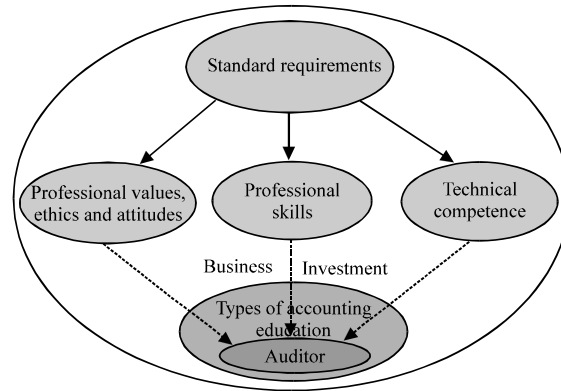 Standard requirements
Professional values,
ethics and attitudes
Professional
skills
Technical
competence
Business
Investment
Types of accounting
education
Auditor